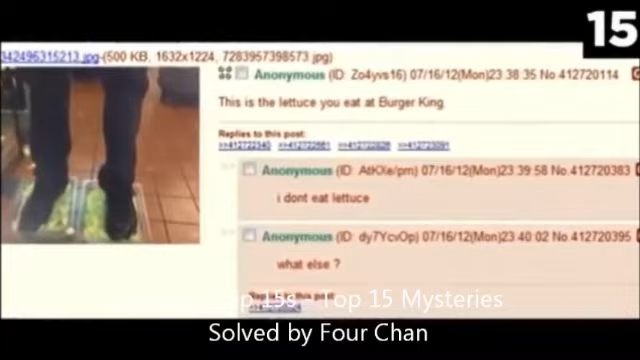 15
342496315213.jpg-(500 KB, 1632x1224, 7283957398573.jpg)
Anonymous (ID: Zo4yvs16) 07/16/12(Mon)23:38:35 No.412720114
This is the lettuce you eat at Burger King.
Replies to this post:
Anonymous (ID: AtKXe/pm) 07/16/12(Mon)23:39:58 No.412720383
i dont eat lettuce
Anonymous (ID: dy7YcvOp) 07/16/12(Mon)23:40:02 No.412720395
what else ?
15s - Top 15 Mysteries
Solved by Four Chan